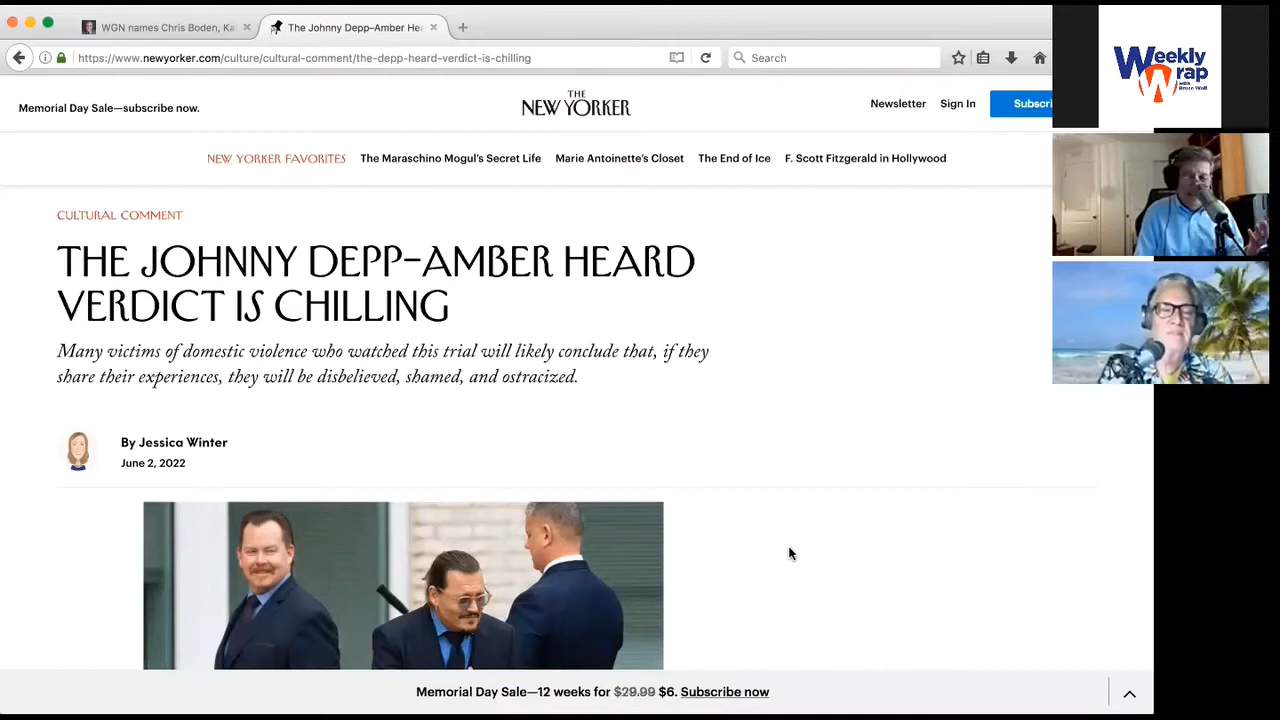 WGN names Chris Boden, Ka
The Johnny Depp–Amber Hea
https://www.newyorker.com/culture/cultural-comment/the-depp-heard-verdict-is-chilling
Search
Memorial Day Sale—subscribe now.
THE
NEW YORKER
Newsletter
Sign In
Subscri
NEW YORKER FAVORITES
The Maraschino Mogul's Secret Life
Marie Antoinette's Closet
The End of Ice
F. Scott Fitzgerald in Hollywood
CULTURAL COMMENT
THE JOHNNY DEPP–AMBER HEARD
VERDICT IS CHILLING
Many victims of domestic violence who watched this trial will likely conclude that, if they
share their experiences, they will be disbelieved, shamed, and ostracized.
By Jessica Winter
June 2, 2022
Memorial Day Sale—12 weeks for $29.99 $6. Subscribe now
Weekly
Wrap
with
Bruce Wolf